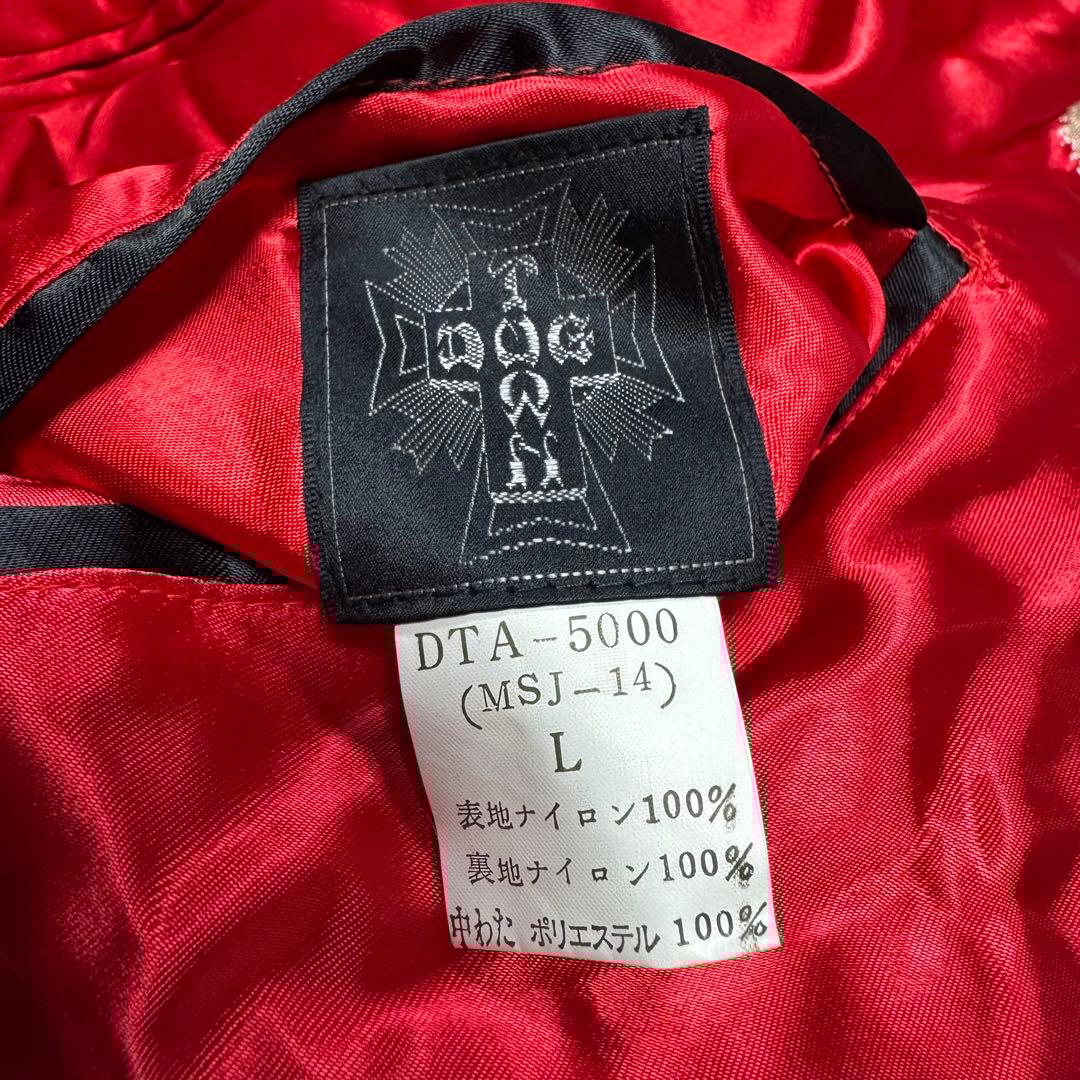 DOG
TOWN
DTA-5000
(MSJ-14)
L
表地ナイロン100%
裏地ナイロン100%
中わた ポリエステル 100%